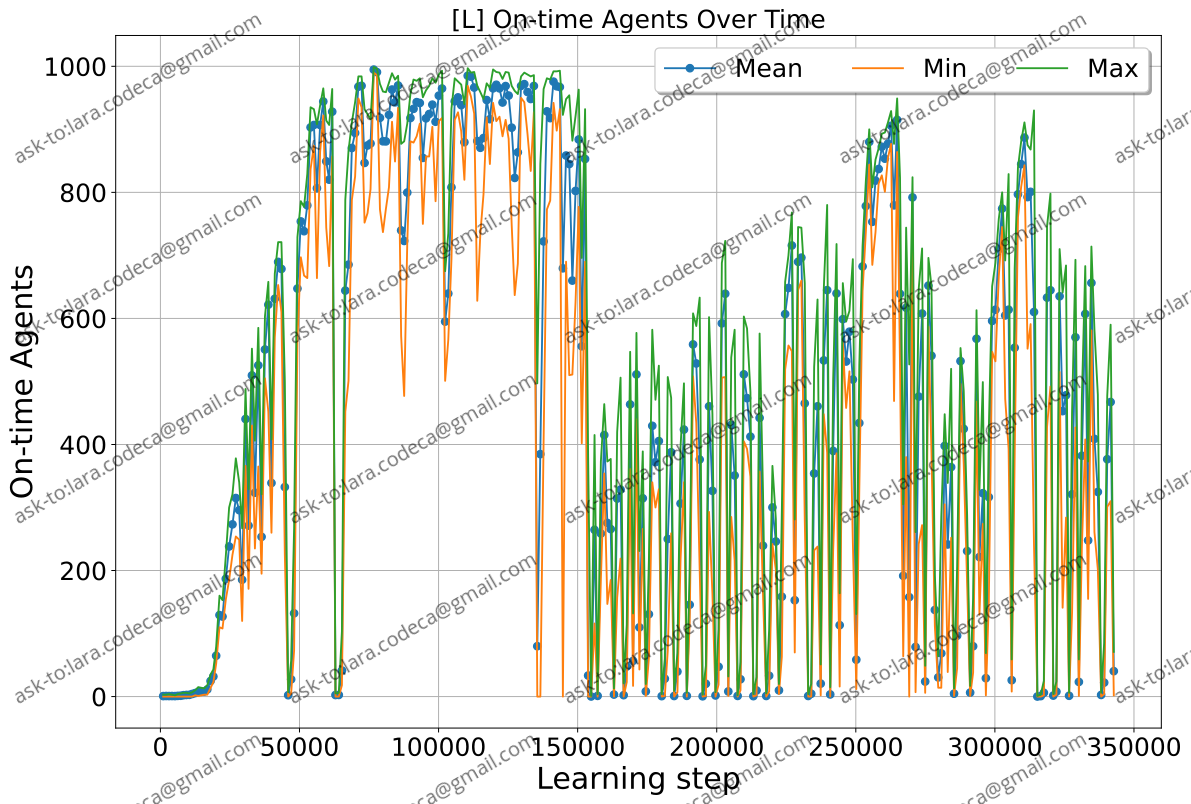 [L] On-time Agents Over Time
Mean Min Max
On-time Agents
1000
800
600
400
200
0
0 50000 100000 150000 200000 250000 300000 350000
Learning step
ask-to:lara.codeca@gmail.com